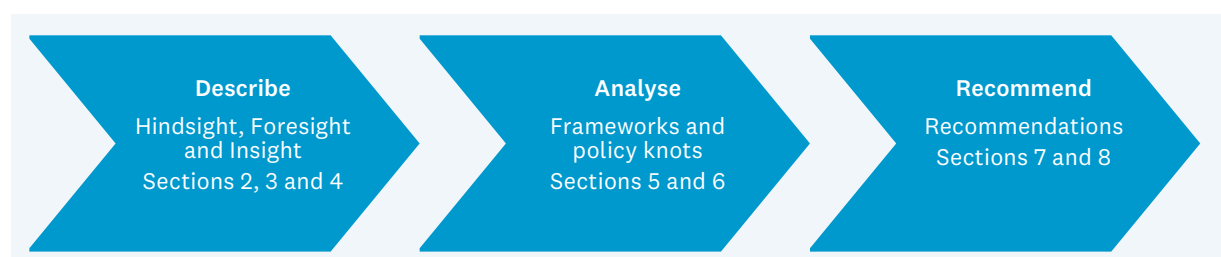 Describe
Hindsight, Foresight
and Insight
Sections 2, 3 and 4
Analyse
Frameworks and
policy knots
Sections 5 and 6
Recommend
Recommendations
Sections 7 and 8